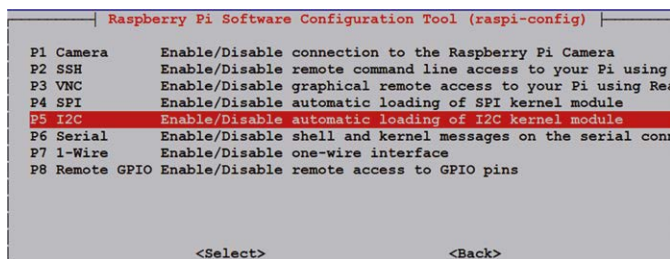 Raspberry Pi Software Configuration Tool (raspi-config)
P1 Camera Enable/Disable connection to the Raspberry Pi Camera
P2 SSH Enable/Disable remote command line access to your Pi using
P3 VNC Enable/Disable graphical remote access to your Pi using Rea
P4 SPI Enable/Disable automatic loading of SPI kernel module
P5 I2C Enable/Disable automatic loading of I2C kernel module
P6 Serial Enable/Disable shell and kernel messages on the serial conn
P7 1-Wire Enable/Disable one-wire interface
P8 Remote GPIO Enable/Disable remote access to GPIO pins
<Select> <Back>